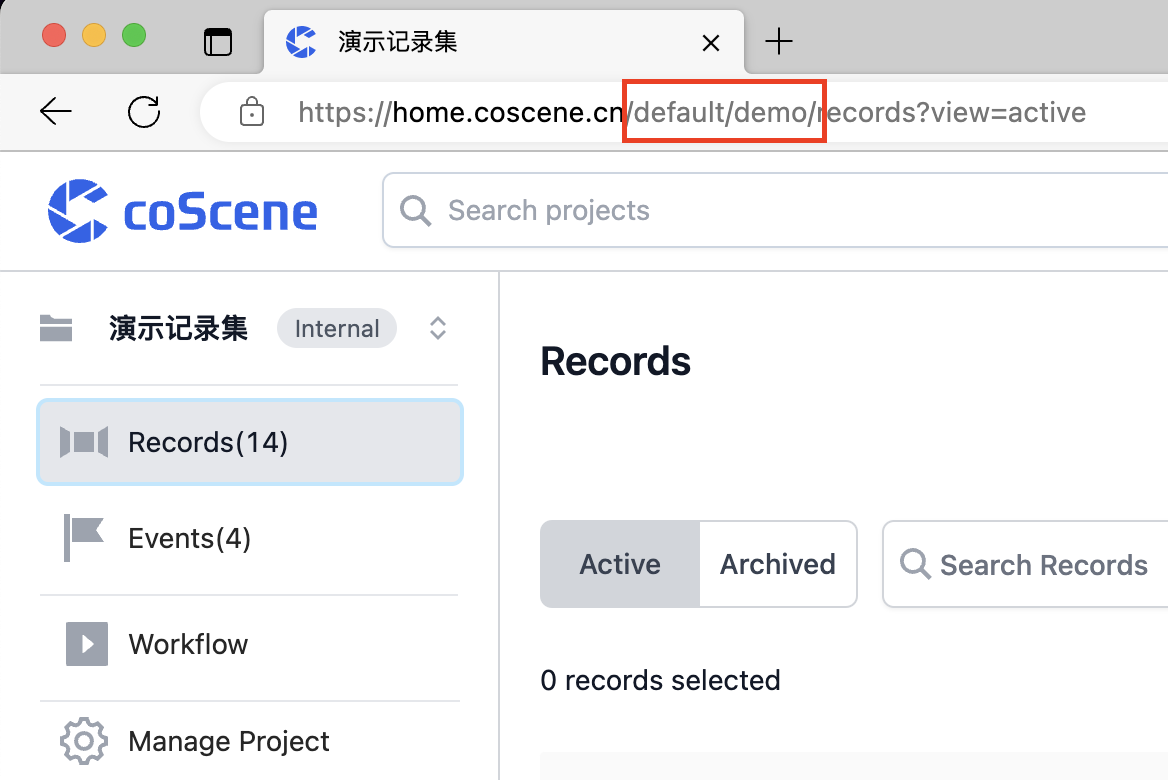 演示记录集
https://home.coscene.cn/default/demo/records?view=active
coScene
Search projects
演示记录集 Internal
Records(14)
Events(4)
Workflow
Manage Project
Records
Active Archived Search Records
0 records selected